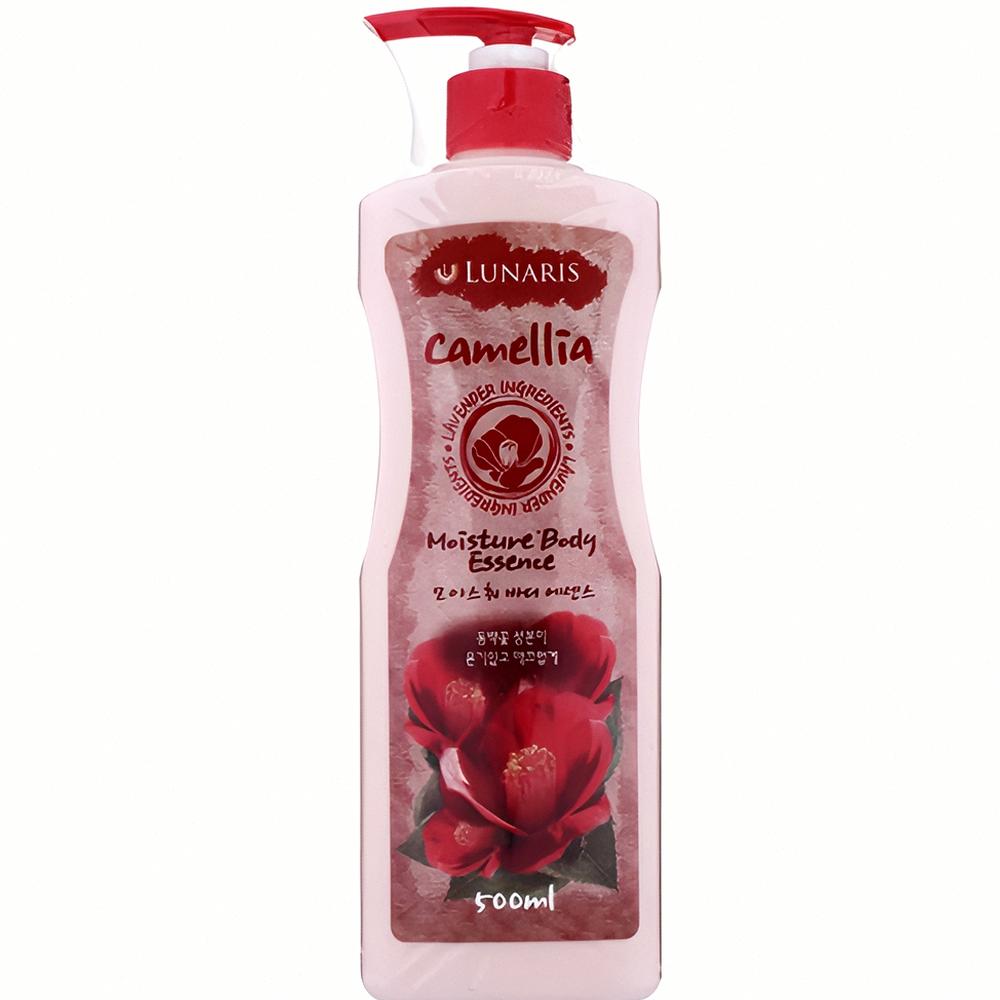 LUNARIS
camellia
LAVENDER INGREDIENTS • LAVENDER INGREDIENTS •
Moisture Body
Essence
모이스춰 바디 에센스
동백꽃 성분이
윤기있고 매끄럽게
500ml